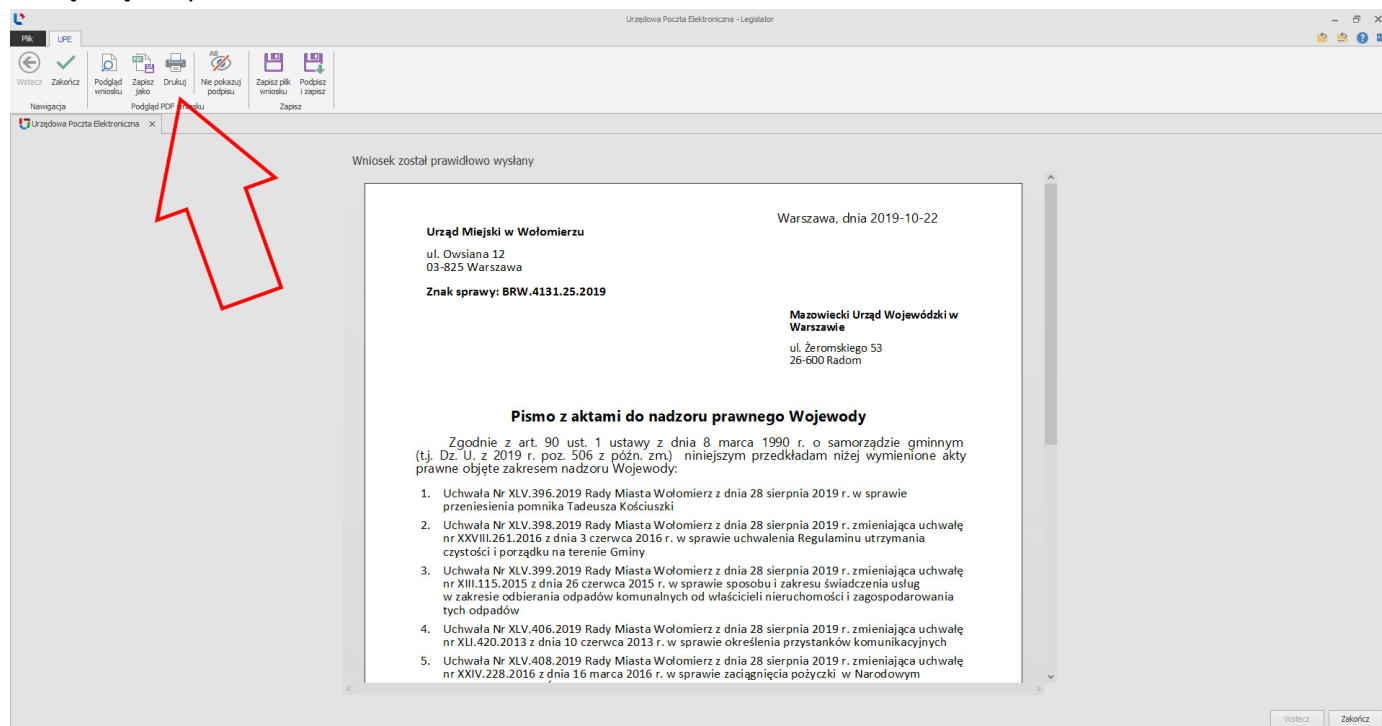 Urzędowa Poczta Elektroniczna - Legislator
Plik UPE
Wstecz Zakończ Podgląd wniosku Zapisz jako Drukuj Nie pokazuj podpisu Zapisz plik wniosku Podpisz i zapisz
Nawigacja Podgląd PDF Zapisz
Urzędowa Poczta Elektroniczna
Wniosek został prawidłowo wysłany
Warszawa, dnia 2019-10-22
Urząd Miejski w Wołomierzu
ul. Owsiana 12
03-825 Warszawa
Znak sprawy: BRW.4131.25.2019
Mazowiecki Urząd Wojewódzki w
Warszawie
ul. Żeromskiego 53
26-600 Radom
Pismo z aktami do nadzoru prawnego Wojewody
Zgodnie z art. 90 ust. 1 ustawy z dnia 8 marca 1990 r. o samorządzie gminnym
(t.j. Dz. U. z 2019 r. poz. 506 z późn. zm.) niniejszym przedkładam niżej wymienione akty
prawne objęte zakresem nadzoru Wojewody:
1. Uchwała Nr XLV.396.2019 Rady Miasta Wołomierz z dnia 28 sierpnia 2019 r. w sprawie
przeniesienia pomnika Tadeusza Kościuszki
2. Uchwała Nr XLV.398.2019 Rady Miasta Wołomierz z dnia 28 sierpnia 2019 r. zmieniająca uchwałę
nr XXVIII.261.2016 z dnia 3 czerwca 2016 r. w sprawie uchwalenia Regulaminu utrzymania
czystości i porządku na terenie Gminy
3. Uchwała Nr XLV.399.2019 Rady Miasta Wołomierz z dnia 28 sierpnia 2019 r. zmieniająca uchwałę
nr XIII.115.2015 z dnia 26 czerwca 2015 r. w sprawie sposobu i zakresu świadczenia usług
w zakresie odbierania odpadów komunalnych od właścicieli nieruchomości i zagospodarowania
tych odpadów
4. Uchwała Nr XLV.406.2019 Rady Miasta Wołomierz z dnia 28 sierpnia 2019 r. zmieniająca uchwałę
nr XLI.420.2013 z dnia 10 czerwca 2013 r. w sprawie określenia przystanków komunikacyjnych
5. Uchwała Nr XLV.408.2019 Rady Miasta Wołomierz z dnia 28 sierpnia 2019 r. zmieniająca uchwałę
nr XXIV.228.2016 z dnia 16 marca 2016 r. w sprawie zaciągnięcia pożyczki w Narodowym
Wstecz Zakończ